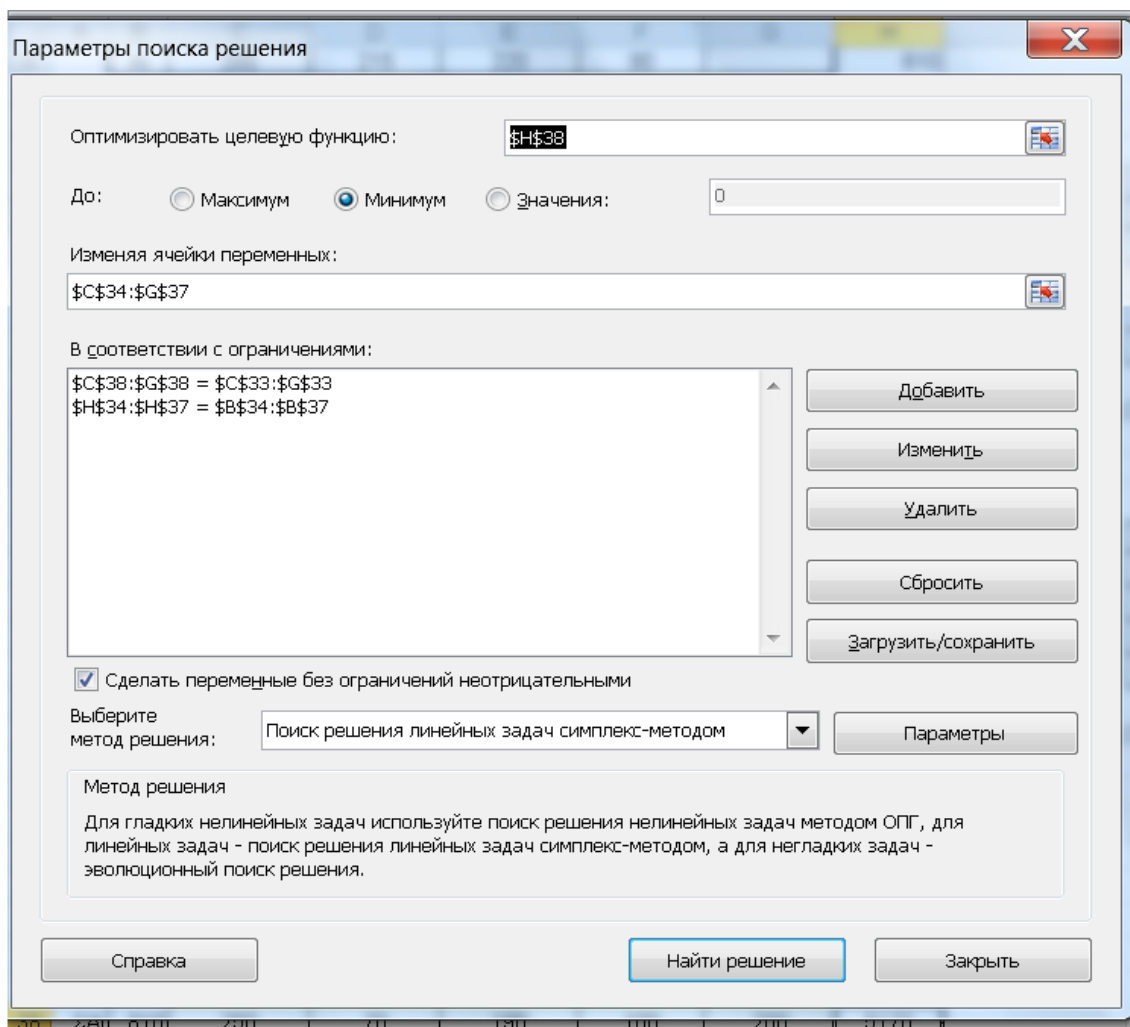 Параметры поиска решения
Оптимизировать целевую функцию:
$H$38
До:
Максимум
Минимум
Значения:
0
Изменяя ячейки переменных:
$C$34:$G$37
В соответствии с ограничениями:
$C$38:$G$38 = $C$33:$G$33
$H$34:$H$37 = $B$34:$B$37
Добавить
Изменить
Удалить
Сбросить
Загрузить/сохранить
Сделать переменные без ограничений неотрицательными
Выберите
метод решения:
Поиск решения линейных задач симплекс-методом
Параметры
Метод решения
Для гладких нелинейных задач используйте поиск решения нелинейных задач методом ОПГ, для
линейных задач - поиск решения линейных задач симплекс-методом, а для негладких задач -
эволюционный поиск решения.
Справка
Найти решение
Закрыть